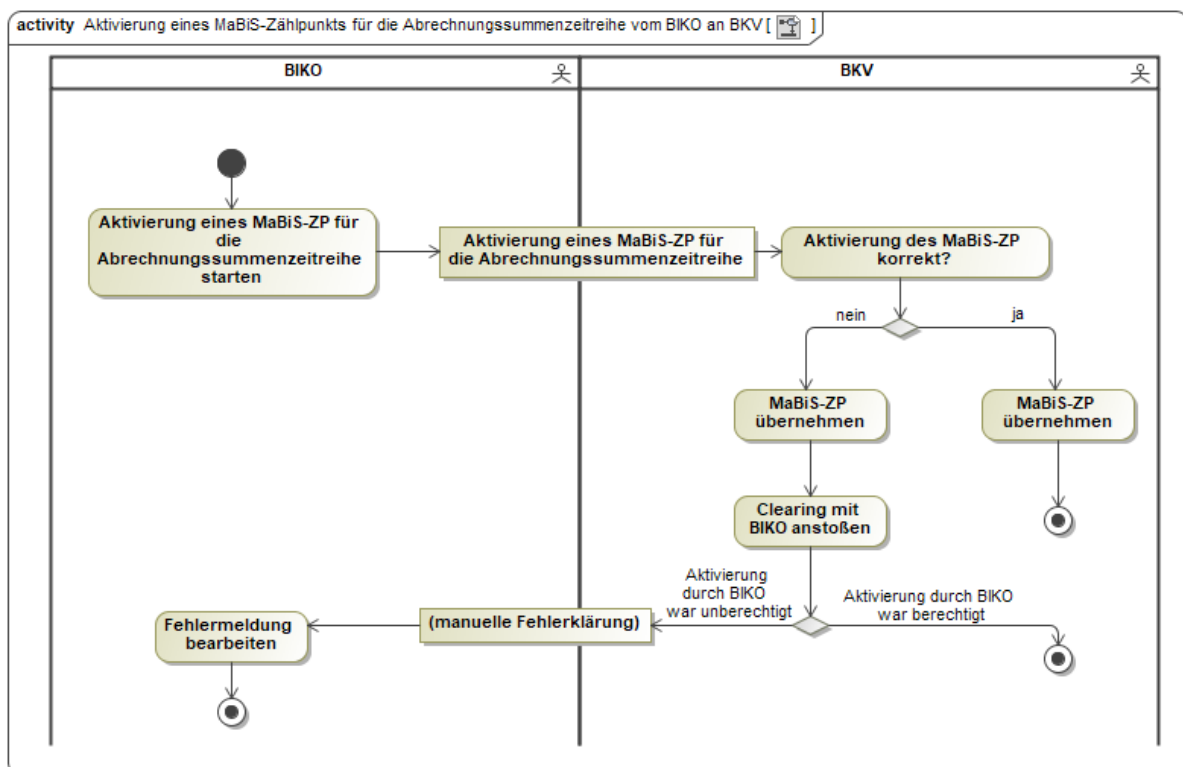 activity Aktivierung eines MaBiS-Zählpunkts für die Abrechnungssummenzeitreihe vom BIKO an BKV [ ]
BIKO
BKV
Aktivierung eines MaBiS-ZP für
die
Abrechnungssummenzeitreihe
starten
Aktivierung eines MaBiS-ZP für
die Abrechnungssummenzeitreihe
Aktivierung des MaBiS-ZP
korrekt?
nein
ja
MaBiS-ZP
übernehmen
MaBiS-ZP
übernehmen
Clearing mit
BIKO anstoßen
Aktivierung
durch BIKO
war unberechtigt
Aktivierung durch BIKO
war berechtigt
(manuelle Fehlerklärung)
Fehlermeldung
bearbeiten